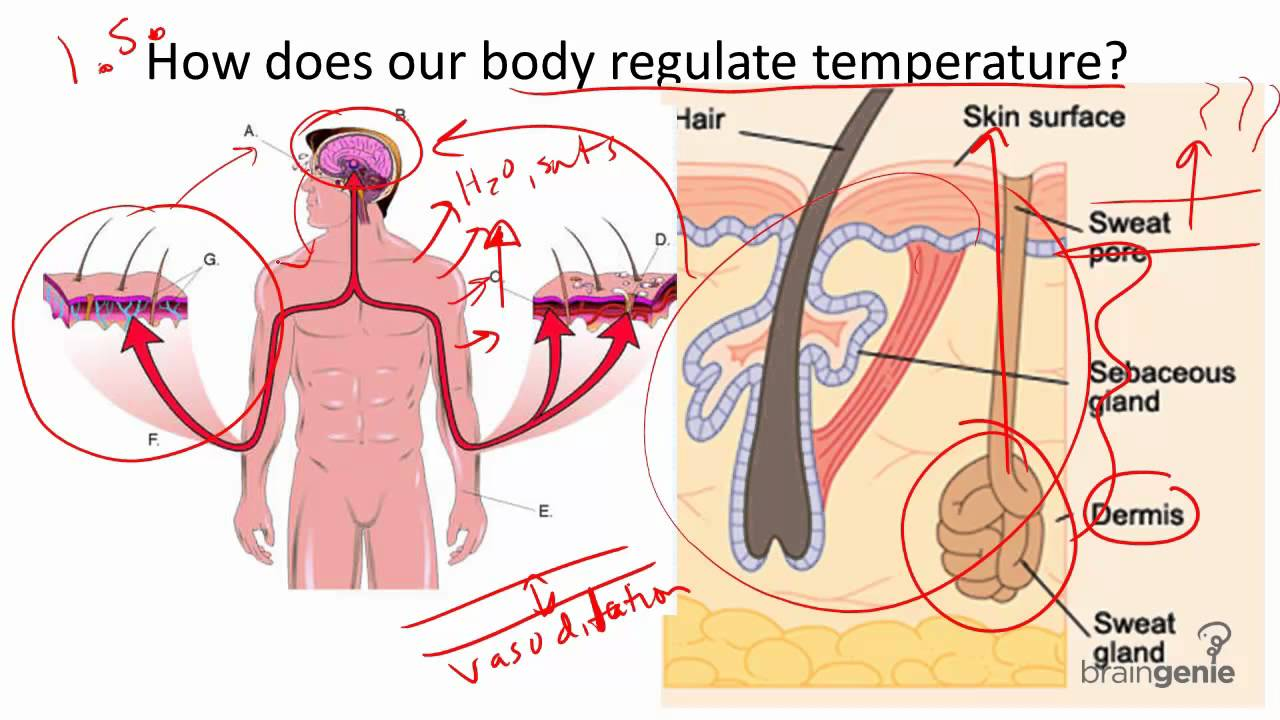 1.5.
How does our body regulate temperature?
A.
B.
H2O, salts
Hair
Skin surface
Sweat
pore
G.
D.
C.
Sebaceous
gland
F.
E.
Dermis
vasodilation
Sweat
gland
braingenie